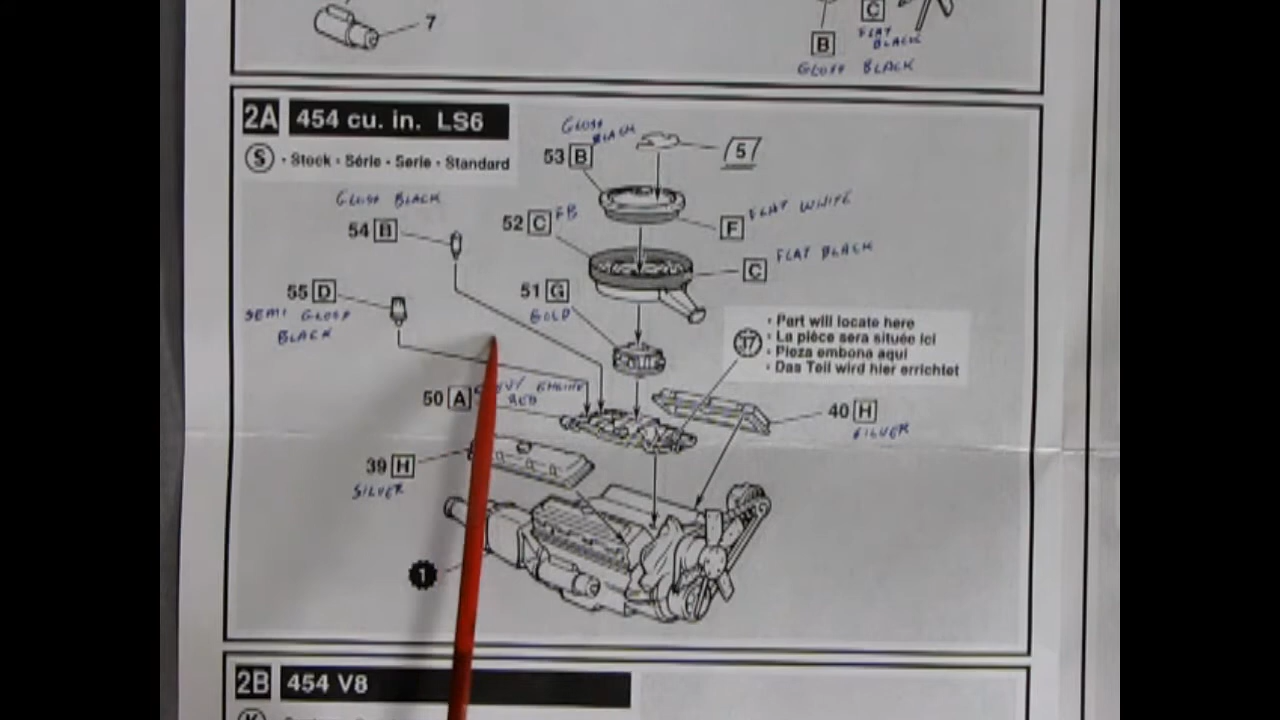 7
B
C
FLAT
BLACK
GLOSS BLACK
2A 454 cu. in. LS6
S - Stock - Série - Serie - Standard
GLOSS
BLACK
53 B
5
GLOSS BLACK
54 B
52 C FB
F FLAT WHITE
C FLAT BLACK
55 D
SEMI GLOSS
BLACK
51 G
GOLD
37
• Part will locate here
• La pièce sera située ici
• Pieza embona aqui
• Das Teil wird hier errichtet
50 A
ENGINE
RED
40 H
SILVER
39 H
SILVER
1
2B 454 V8